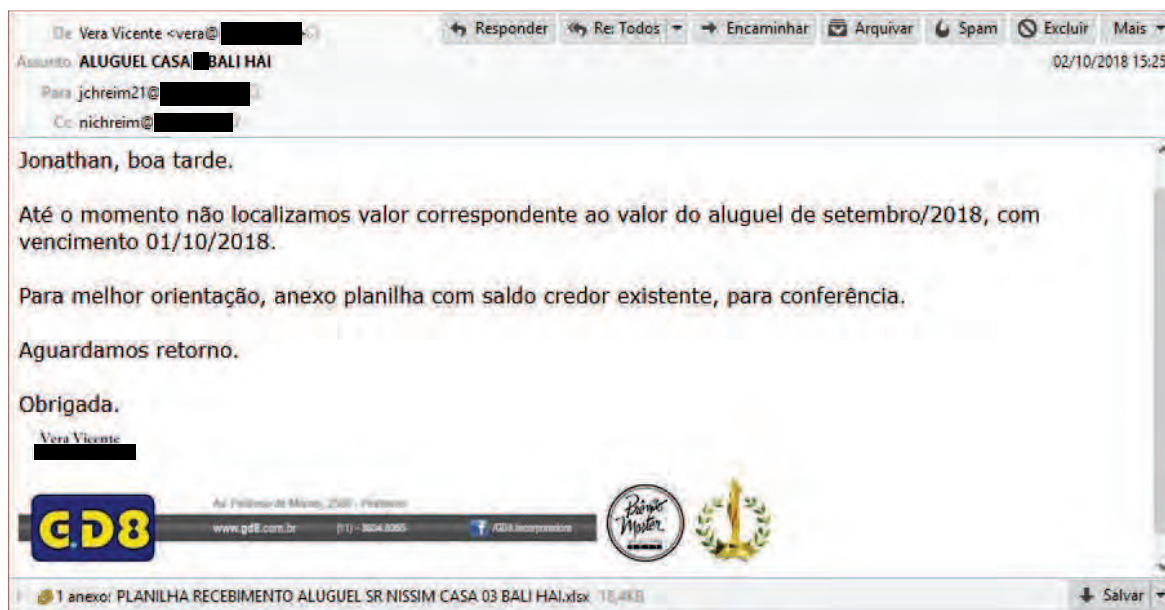 De Vera Vicente <vera@
Responder Re: Todos Encaminhar Arquivar Spam Excluir Mais
Assunto ALUGUEL CASA BALI HAI
02/10/2018 15:25
Para jchreim21@
Cc nichreim@
Jonathan, boa tarde.
Até o momento não localizamos valor correspondente ao valor do aluguel de setembro/2018, com
vencimento 01/10/2018.
Para melhor orientação, anexo planilha com saldo credor existente, para conferência.
Aguardamos retorno.
Obrigada.
Vera Vicente
GD8
www.gd8.com.br
Prêmio
Master
1 anexo: PLANILHA RECEBIMENTO ALUGUEL SR NISSIM CASA 03 BALI HAI.xlsx 18,4KB
Salvar